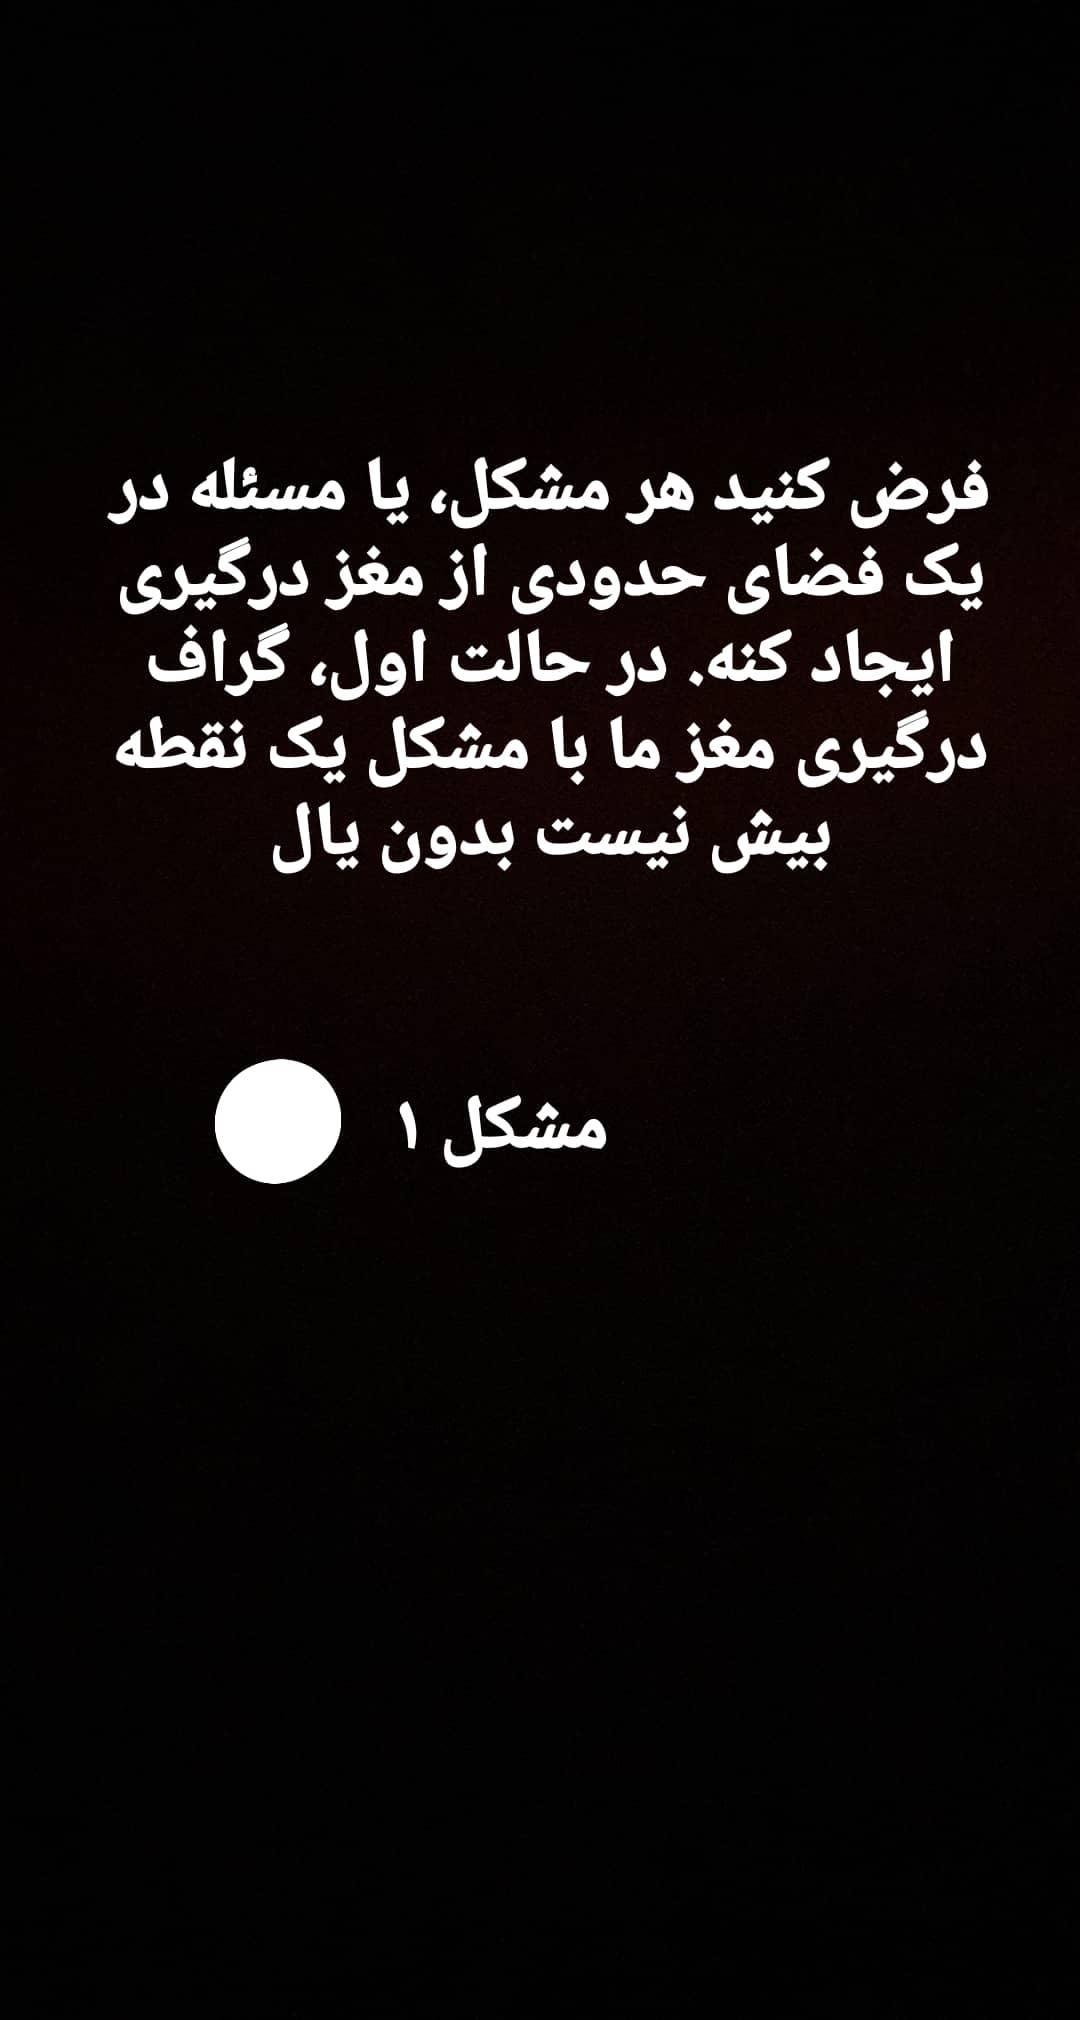 فرض کنید هر مشکل، یا مسئله در
یک فضای حدودی از مغز درگیری
ایجاد کنه. در حالت اول، گراف
درگیری مغز ما با مشکل یک نقطه
بیش نیست بدون یال
مشکل ۱